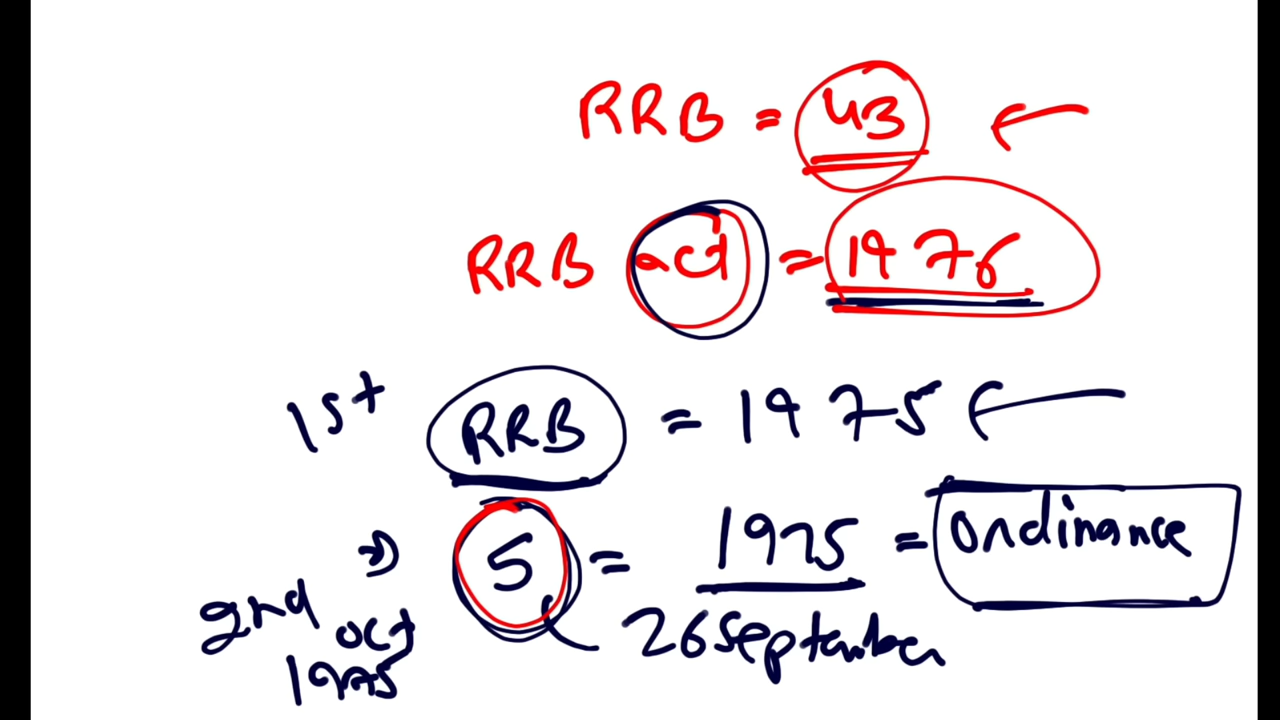 RRB = 43
RRB act = 1976
1st RRB = 1975
⇒ 5 = 1975 = Ordinance
2nd oct 1975
26 September